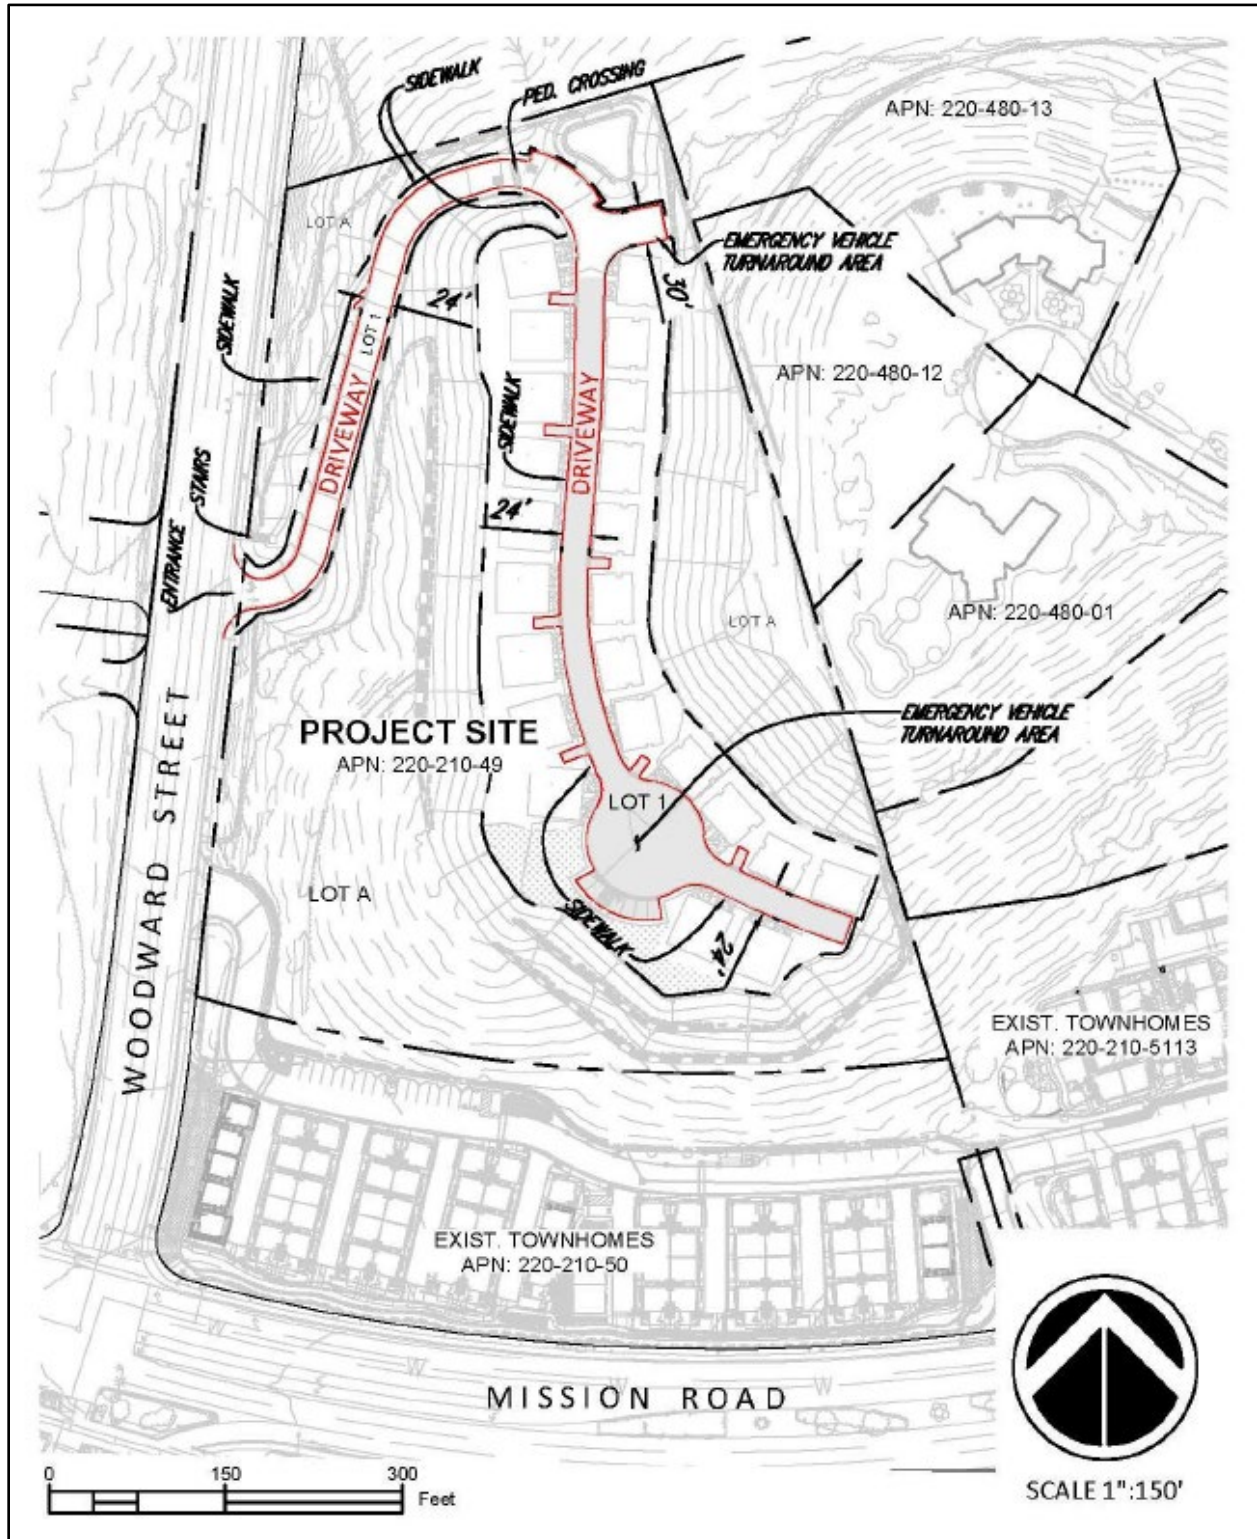 SIDEWALK
PED. CROSSING
APN: 220-480-13
LOT A
EMERGENCY VEHICLE
TURNAROUND AREA
24'
30'
SIDEWALK
LOT 1
APN: 220-480-12
DRIVEWAY
SIDEWALK
DRIVEWAY
STAIRS
24'
ENTRANCE
APN: 220-480-01
LOT A
PROJECT SITE
APN: 220-210-49
EMERGENCY VEHICLE
TURNAROUND AREA
LOT 1
WOODWARD STREET
LOT A
SIDEWALK
24'
EXIST. TOWNHOMES
APN: 220-210-5113
EXIST. TOWNHOMES
APN: 220-210-50
W
W
W
MISSION ROAD
0 150 300
Feet
SCALE 1":150'